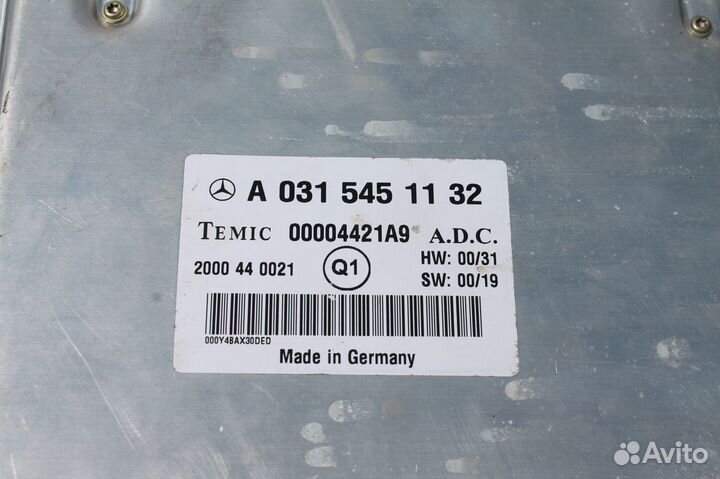 A 031 545 11 32
TEMIC 00004421A9 A.D.C.
HW: 00/31
2000 44 0021 Q1
SW: 00/19
000Y48AX30DED
Made in Germany
Avito